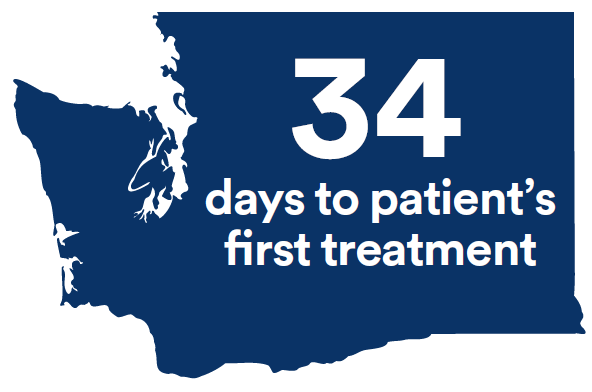 34
days to patient’s
first treatment